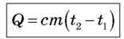 Q = cm(t₂ − t₁)